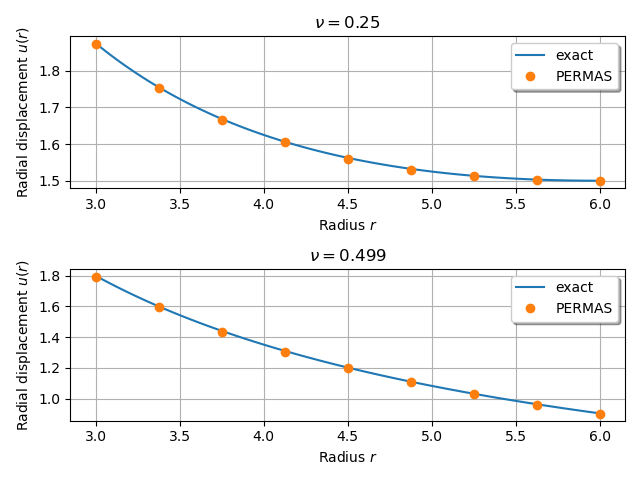 ν = 0.25
Radial displacement u(r)
1.8
1.7
1.6
1.5
exact
PERMAS
3.0 3.5 4.0 4.5 5.0 5.5 6.0
Radius r
ν = 0.499
Radial displacement u(r)
1.8
1.6
1.4
1.2
1.0
exact
PERMAS
3.0 3.5 4.0 4.5 5.0 5.5 6.0
Radius r